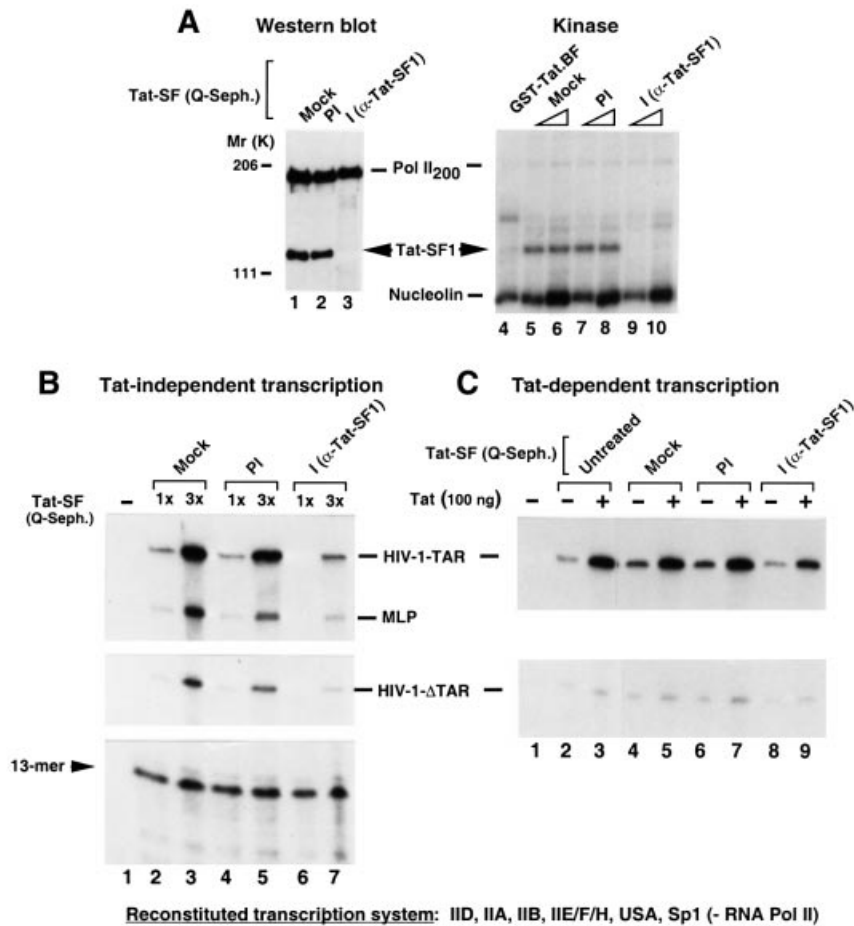 A Western blot Kinase
Tat-SF (Q-Seph.) Mock PI I (α-Tat-SF1) GST-Tat.BF Mock PI I (α-Tat-SF1)
Mr (K)
206 Pol II200
Tat-SF1
111
Nucleolin
1 2 3 4 5 6 7 8 9 10
B Tat-independent transcription C Tat-dependent transcription
Mock PI I (α-Tat-SF1) Tat-SF (Q-Seph.) Untreated Mock PI I (α-Tat-SF1)
Tat-SF – 1x 3x 1x 3x 1x 3x Tat (100 ng) – – + – + – + – +
(Q-Seph.)
HIV-1-TAR
MLP
HIV-1-ΔTAR
1 2 3 4 5 6 7 8 9
13-mer
1 2 3 4 5 6 7
Reconstituted transcription system: IID, IIA, IIB, IIE/F/H, USA, Sp1 (- RNA Pol II)